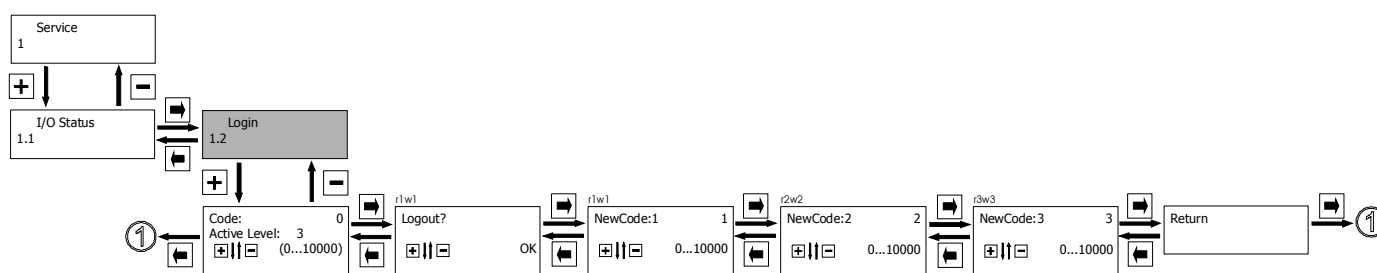 Service
1
I/O Status
1.1
Login
1.2
Code: 0
Active Level: 3
(0...10000)
r1w1
Logout?
OK
r1w1
NewCode:1 1
0...10000
r2w2
NewCode:2 2
0...10000
r3w3
NewCode:3 3
0...10000
Return
1
1